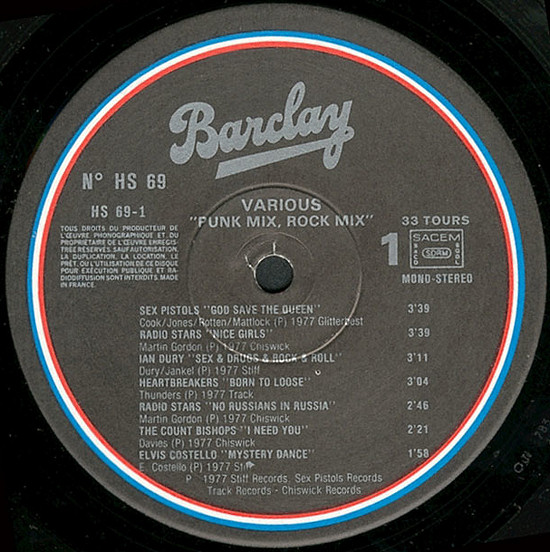 Barclay
N° HS 69
HS 69-1
VARIOUS
"PUNK MIX, ROCK MIX"
33 TOURS
1
SACEM
SDRM
MONO-STEREO
TOUS DROITS DU PRODUCTEUR DE
L'ŒUVRE PHONOGRAPHIQUE ET DU
PROPRIETAIRE DE L'ŒUVRE ENREGIS-
TREE RESERVES. SAUF AUTORISATION,
LA DUPLICATION, LA LOCATION, LE
PRÊT, OU L'UTILISATION DE CE DISQUE
POUR EXÉCUTION PUBLIQUE ET RA-
DIODIFFUSION SONT INTERDITS. MADE
IN FRANCE.
SEX PISTOLS "GOD SAVE THE QUEEN" 3'39
Cook/Jones/Rotten/Mattlock (P) 1977 Glitterbest
RADIO STARS "NICE GIRLS" 3'39
Martin Gordon (P) 1977 Chiswick
IAN DURY "SEX & DRUGS & ROCK & ROLL" 3'11
Dury/Jankel (P) 1977 Stiff
HEARTBREAKERS "BORN TO LOOSE" 3'04
Thunders (P) 1977 Track
RADIO STARS "NO RUSSIANS IN RUSSIA" 2'46
Martin Gordon (P) 1977 Chiswick
THE COUNT BISHOPS "I NEED YOU" 2'21
Davies (P) 1977 Chiswick
ELVIS COSTELLO "MYSTERY DANCE" 1'58
E. Costello (P) 1977 Stiff
P 1977 Stiff Records, Sex Pistols Records
Track Records - Chiswick Records